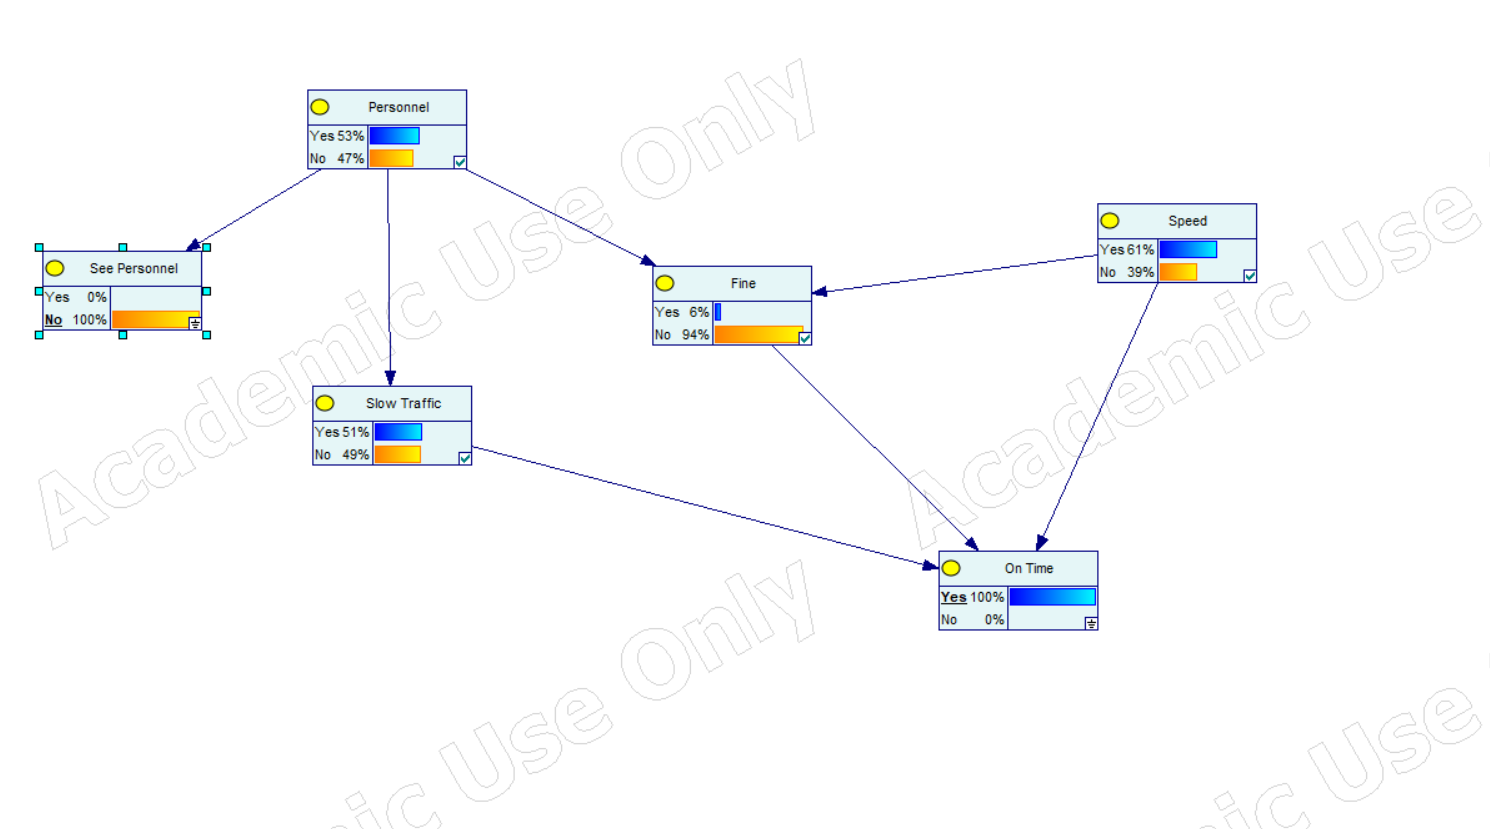 Personnel
Yes 53%
No 47%
Speed
Yes 61%
No 39%
See Personnel
Yes 0%
No 100%
Fine
Yes 6%
No 94%
Slow Traffic
Yes 51%
No 49%
On Time
Yes 100%
No 0%
Academic Use Only
Academic Use
Academic Use Only
Academic Use